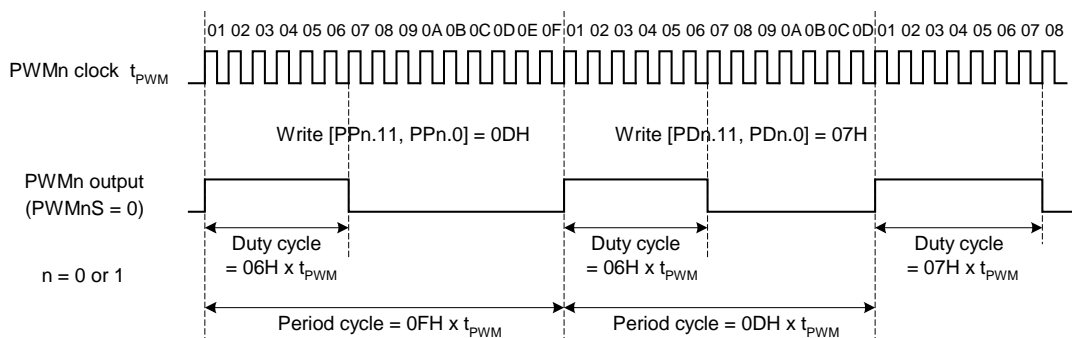 01 02 03 04 05 06 07 08 09 0A 0B 0C 0D 0E 0F 01 02 03 04 05 06 07 08 09 0A 0B 0C 0D 01 02 03 04 05 06 07 08
PWMn clock tPWM
Write [PPn.11, PPn.0] = 0DH
Write [PDn.11, PDn.0] = 07H
PWMn output
(PWMnS = 0)
Duty cycle
= 06H x tPWM
Duty cycle
= 06H x tPWM
Duty cycle
= 07H x tPWM
n = 0 or 1
Period cycle = 0FH x tPWM
Period cycle = 0DH x tPWM